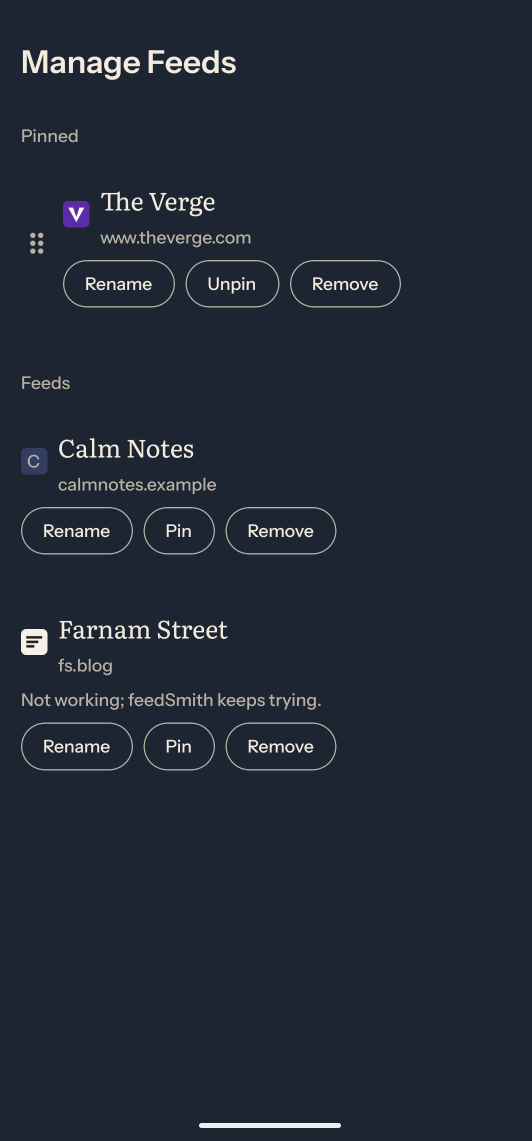 Manage Feeds
Pinned
V
The Verge
www.theverge.com
Rename
Unpin
Remove
Feeds
C
Calm Notes
calmnotes.example
Rename
Pin
Remove
Farnam Street
fs.blog
Not working; feedSmith keeps trying.
Rename
Pin
Remove